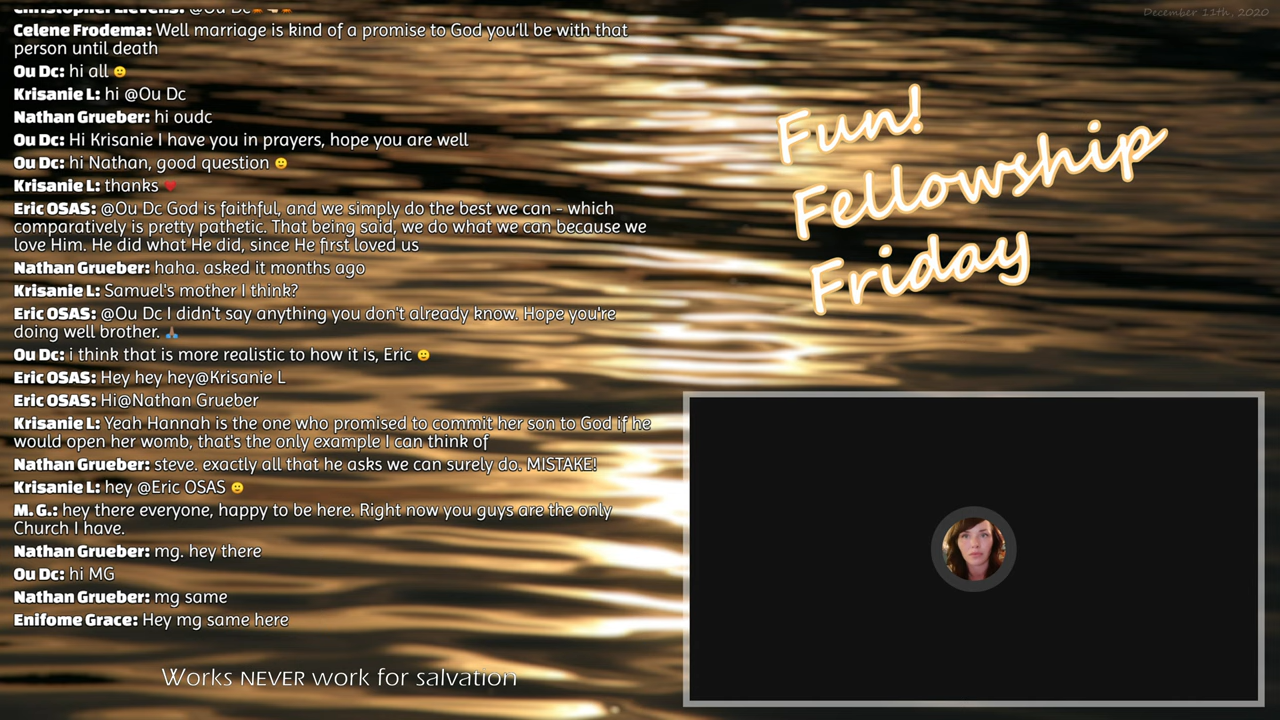 Christopher Lievens: @Ou Dc
Celene Frodema: Well marriage is kind of a promise to God you'll be with that
person until death
Ou Dc: hi all 🙂
Krisanie L: hi @Ou Dc
Nathan Grueber: hi oudc
Ou Dc: Hi Krisanie I have you in prayers, hope you are well
Ou Dc: hi Nathan, good question 🙂
Krisanie L: thanks ♥
Eric OSAS: @Ou Dc God is faithful, and we simply do the best we can - which
comparatively is pretty pathetic. That being said, we do what we can because we
love Him. He did what He did, since He first loved us
Nathan Grueber: haha. asked it months ago
Krisanie L: Samuel's mother I think?
Eric OSAS: @Ou Dc I didn't say anything you don't already know. Hope you're
doing well brother. 🙏🏽
Ou Dc: i think that is more realistic to how it is, Eric 🙂
Eric OSAS: Hey hey hey@Krisanie L
Eric OSAS: Hi@Nathan Grueber
Krisanie L: Yeah Hannah is the one who promised to commit her son to God if he
would open her womb, that's the only example I can think of
Nathan Grueber: steve. exactly all that he asks we can surely do. MISTAKE!
Krisanie L: hey @Eric OSAS 🙂
M. G.: hey there everyone, happy to be here. Right now you guys are the only
Church I have.
Nathan Grueber: mg. hey there
Ou Dc: hi MG
Nathan Grueber: mg same
Enifome Grace: Hey mg same here
Works NEVER work for salvation
December 11th, 2020
Fun!
Fellowship
Friday